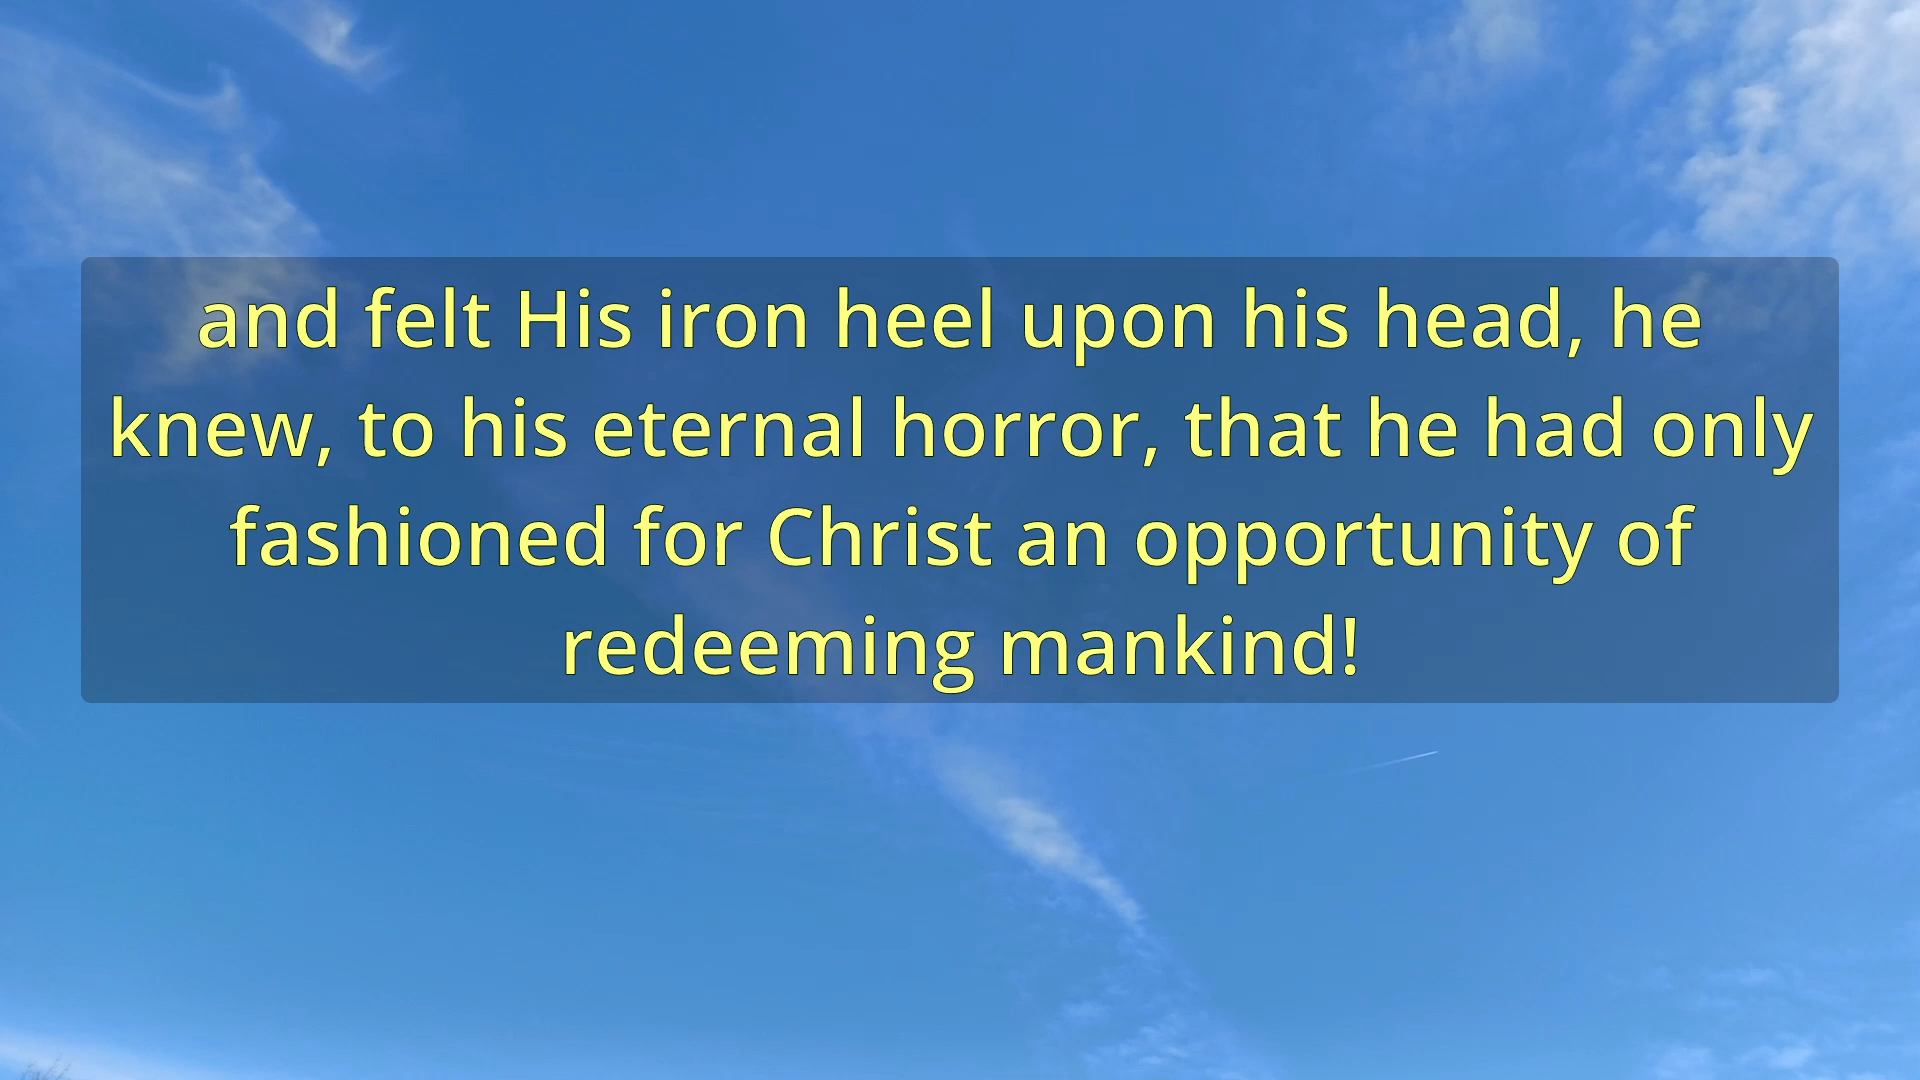 and felt His iron heel upon his head, he
knew, to his eternal horror, that he had only
fashioned for Christ an opportunity of
redeeming mankind!